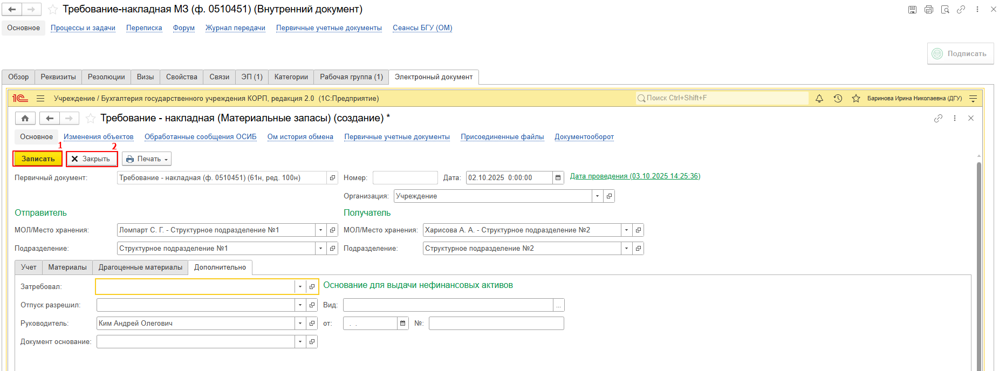 Требование-накладная МЗ (ф. 0510451) (Внутренний документ)
Основное Процессы и задачи Переписка Форум Журнал передачи Первичные учетные документы Сеансы БГУ (ОМ)
Подписать
Обзор Реквизиты Резолюции Визы Свойства Связи ЭП (1) Категории Рабочая группа (1) Электронный документ
1С Учреждение / Бухгалтерия государственного учреждения КОРП, редакция 2.0 (1С:Предприятие) Поиск Ctrl+Shift+F Баринова Ирина Николаевна (ДГУ)
Требование - накладная (Материальные запасы) (создание) *
Основное Изменения объектов Обработанные сообщения ОСИБ Ом история обмена Первичные учетные документы Присоединенные файлы Документооборот
1 2
Записать Закрыть Печать
Первичный документ: Требование - накладная (ф. 0510451) (61н, ред. 100н) Номер: Дата: 02.10.2025 0:00:00 Дата проведения (03.10.2025 14:25:36)
Организация: Учреждение
Отправитель Получатель
МОЛ/Место хранения: Ломпарт С. Г. - Структурное подразделение №1 МОЛ/Место хранения: Харисова А. А. - Структурное подразделение №2
Подразделение: Структурное подразделение №1 Подразделение: Структурное подразделение №2
Учет Материалы Драгоценные материалы Дополнительно
Затребовал: Основание для выдачи нефинансовых активов
Отпуск разрешил: Вид: ...
Руководитель: Ким Андрей Олегович от: . . №:
Документ основание: